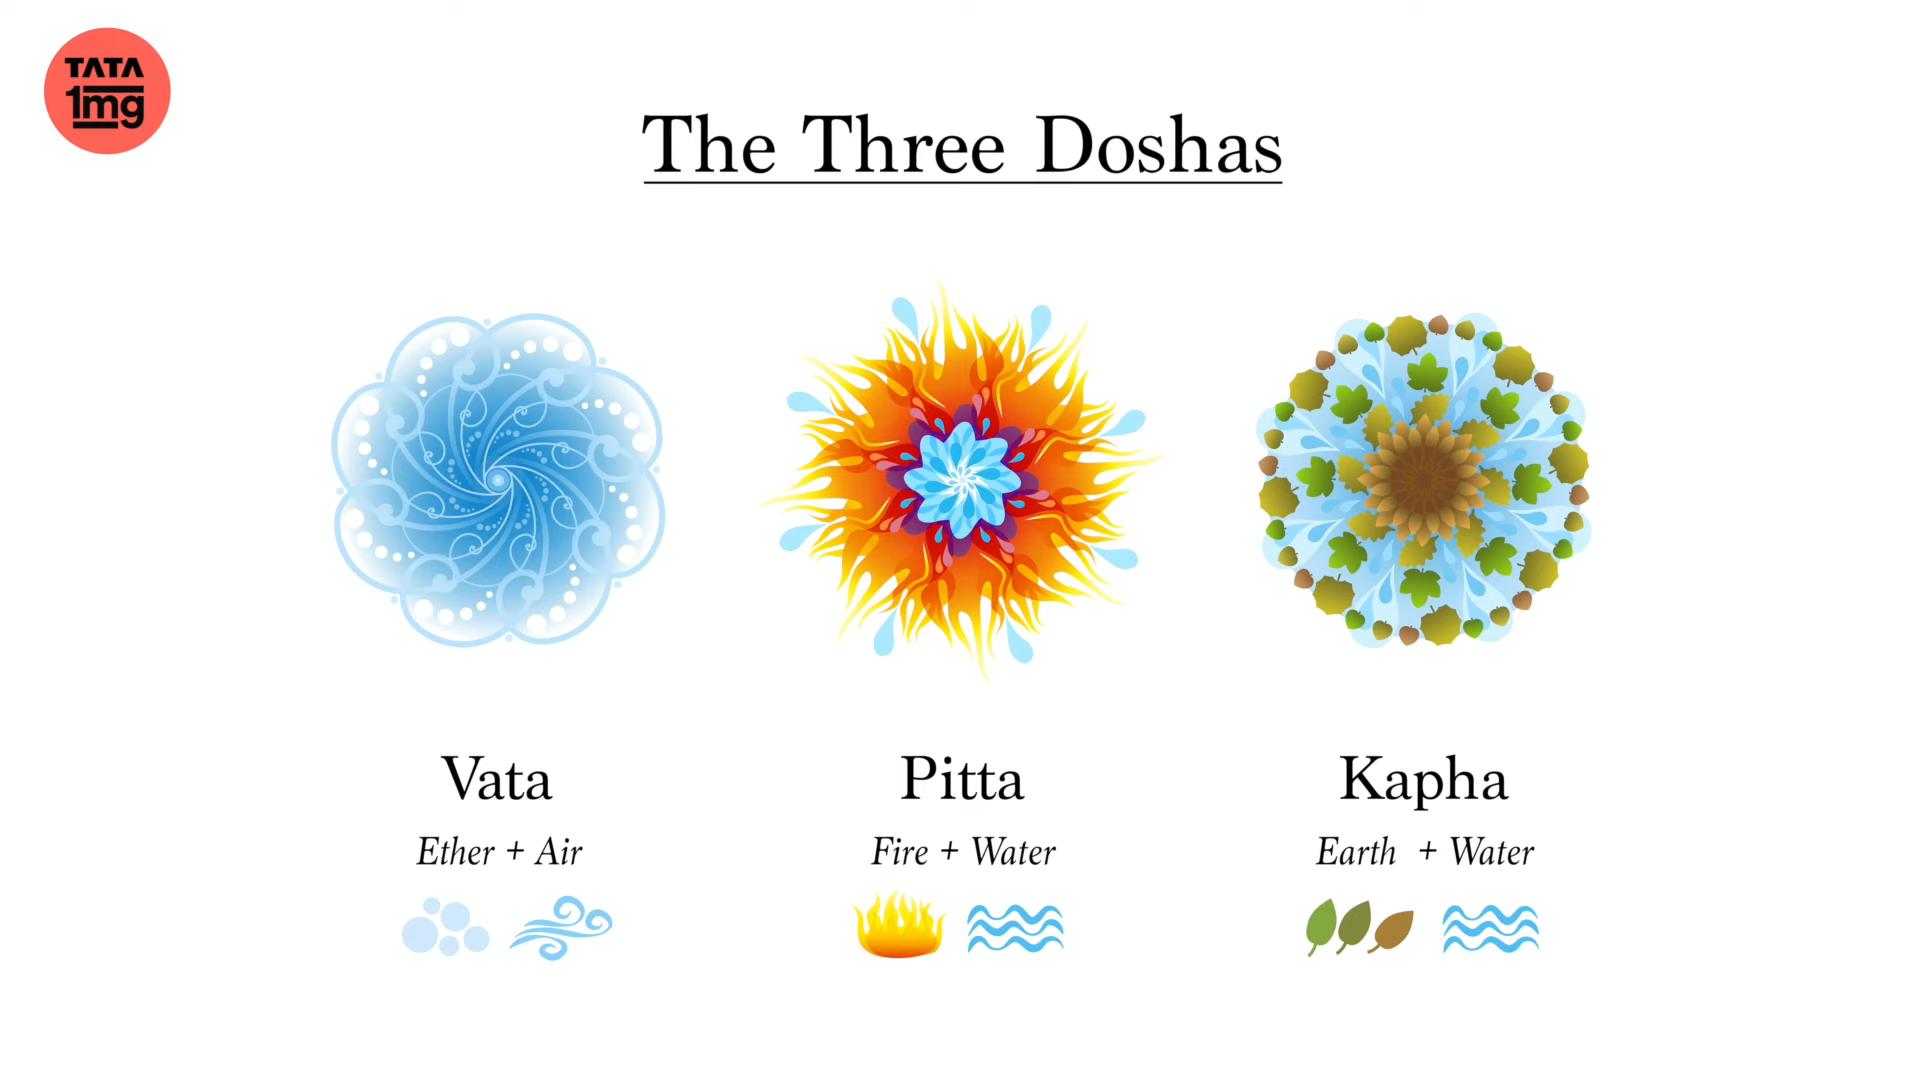 TATA
1mg
The Three Doshas
Vata
Ether + Air
Pitta
Fire + Water
Kapha
Earth + Water